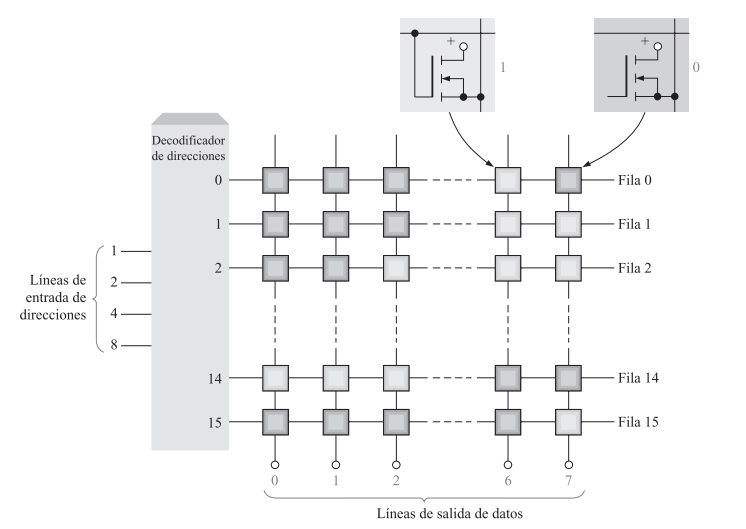 +
1
+
0
Decodificador
de direcciones
0
Fila 0
1
Fila 1
2
Fila 2
Líneas de
entrada de
direcciones
1
2
4
8
14
Fila 14
15
Fila 15
0 1 2 6 7
Líneas de salida de datos